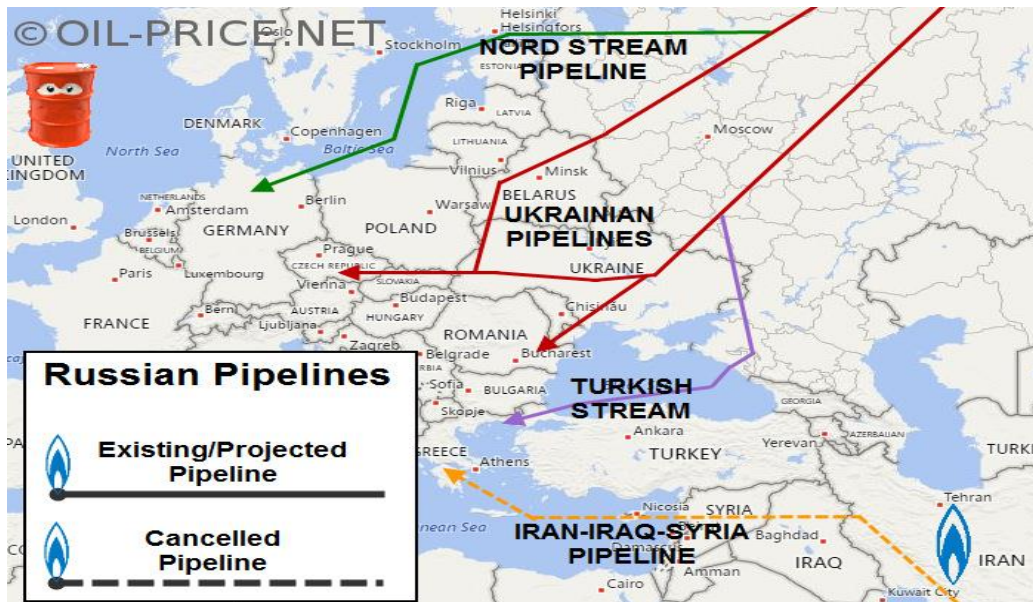 © OIL-PRICE.NET
Oslo
Helsinki
Helsingfors
Stockholm
NORD STREAM
PIPELINE
ESTONIA
Riga
LATVIA
DENMARK
Copenhagen
Moscow
North Sea
Baltic Sea
LITHUANIA
Vilnius
Minsk
UNITED
KINGDOM
BELARUS
NETHERLANDS
Amsterdam
Berlin
Warsaw
London
GERMANY
POLAND
UKRAINIAN
PIPELINES
Brussels
BELGIUM
Prague
CZECH REPUBLIC
UKRAINE
Paris
Luxembourg
Vienna
SLOVAKIA
Budapest
Chisinau
Bern
AUSTRIA
HUNGARY
FRANCE
Ljubljana
Zagreb
ROMANIA
Belgrade
Bucharest
Russian Pipelines
Sofia
BULGARIA
TURKISH
STREAM
GEORGIA
Skopje
Ankara
Yerevan
AZERBAIJAN
Existing/Projected
Pipeline
GREECE
Athens
TURKEY
Tehran
Nicosia
SYRIA
IRAN-IRAQ-SYRIA
PIPELINE
Baghdad
Damascus
IRAQ
IRAN
Cancelled
Pipeline
Amman
Cairo
Kuwait City